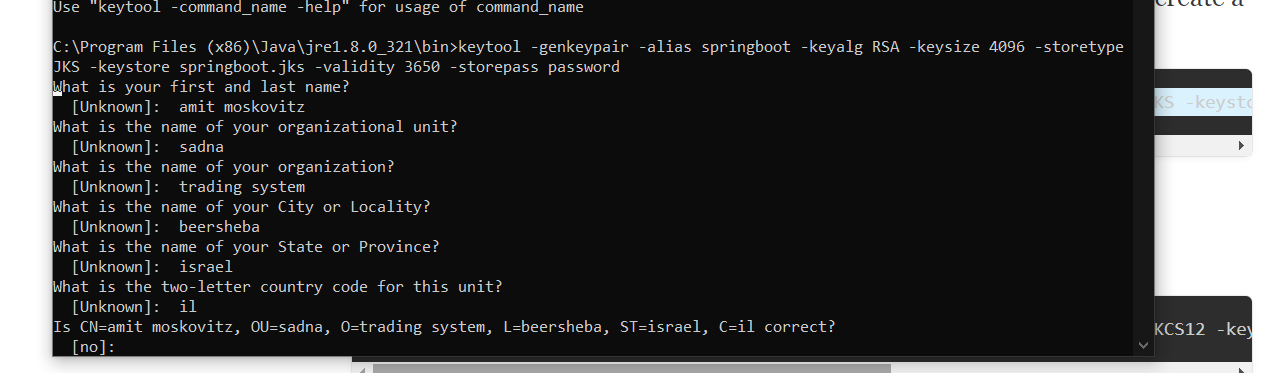 Use "keytool -command_name -help" for usage of command_name
create a
C:\Program Files (x86)\Java\jre1.8.0_321\bin>keytool -genkeypair -alias springboot -keyalg RSA -keysize 4096 -storetype
JKS -keystore springboot.jks -validity 3650 -storepass password
What is your first and last name?
[Unknown]:  amit moskovitz
KS -keysto
What is the name of your organizational unit?
[Unknown]:  sadna
What is the name of your organization?
[Unknown]:  trading system
What is the name of your City or Locality?
[Unknown]:  beersheba
What is the name of your State or Province?
[Unknown]:  israel
What is the two-letter country code for this unit?
[Unknown]:  il
Is CN=amit moskovitz, OU=sadna, O=trading system, L=beersheba, ST=israel, C=il correct?
KCS12 -key
[no]: